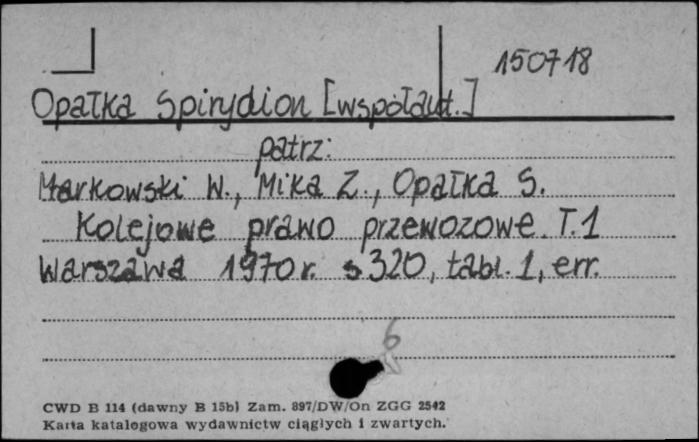 150718
Opałka Spirydion [współaut.]
patrz:
Markowski W., Mika Z., Opałka S.
Kolejowe prawo przewozowe. T.1
Warszawa 1970 r. s 320, tabl. 1, err.
6
CWD B 114 (dawny B 15b) Zam. 897/DW/On ZGG 2542
Karta katalogowa wydawnictw ciągłych i zwartych.